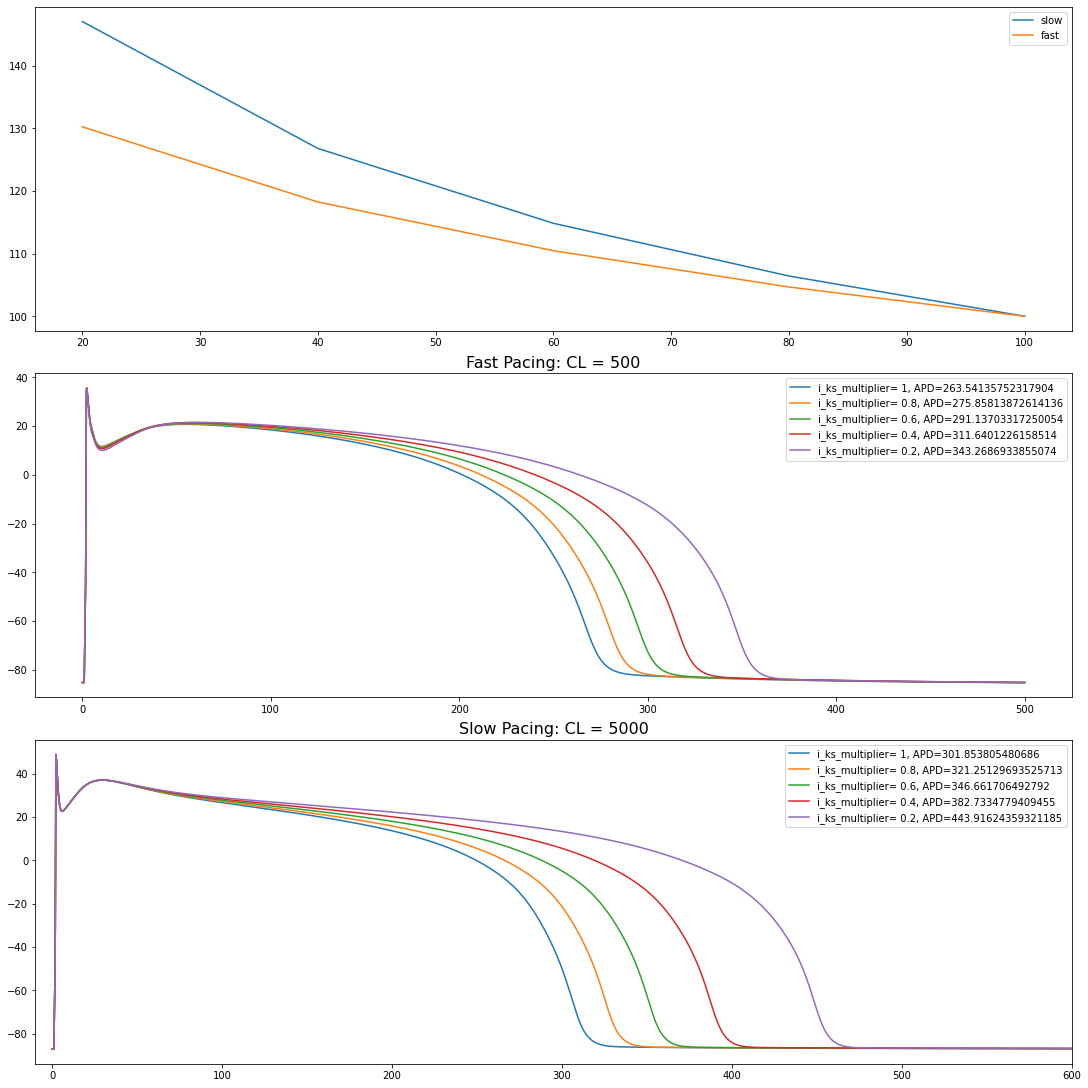 slow
fast
140
130
120
110
100
20 30 40 50 60 70 80 90 100
Fast Pacing: CL = 500
i_ks_multiplier= 1, APD=263.54135752317904
i_ks_multiplier= 0.8, APD=275.85813872614136
i_ks_multiplier= 0.6, APD=291.13703317250054
i_ks_multiplier= 0.4, APD=311.6401226158514
i_ks_multiplier= 0.2, APD=343.2686933855074
40
20
0
−20
−40
−60
−80
0 100 200 300 400 500
Slow Pacing: CL = 5000
i_ks_multiplier= 1, APD=301.853805480686
i_ks_multiplier= 0.8, APD=321.25129693525713
i_ks_multiplier= 0.6, APD=346.661706492792
i_ks_multiplier= 0.4, APD=382.7334779409455
i_ks_multiplier= 0.2, APD=443.91624359321185
40
20
0
−20
−40
−60
−80
0 100 200 300 400 500 600